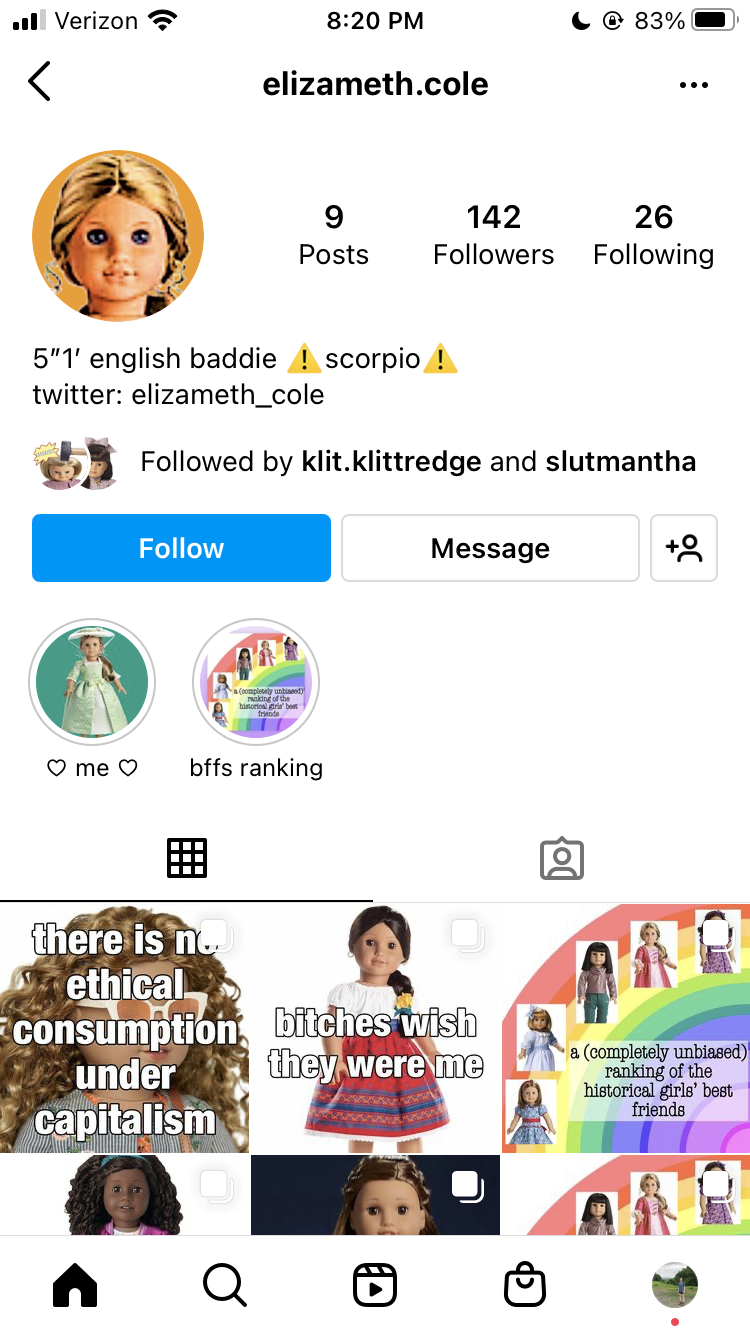 Verizon 8:20 PM 83%
elizameth.cole
9 142 26
Posts Followers Following
5”1’ english baddie ⚠️scorpio⚠️
twitter: elizameth_cole
Followed by klit.klittredge and slutmantha
Follow Message
a (completely unbiased)
ranking of the
historical girls' best
friends
♡ me ♡ bffs ranking
there is no
ethical
consumption
under
capitalism
bitches wish
they were me
a (completely unbiased)
ranking of the
historical girls' best
friends